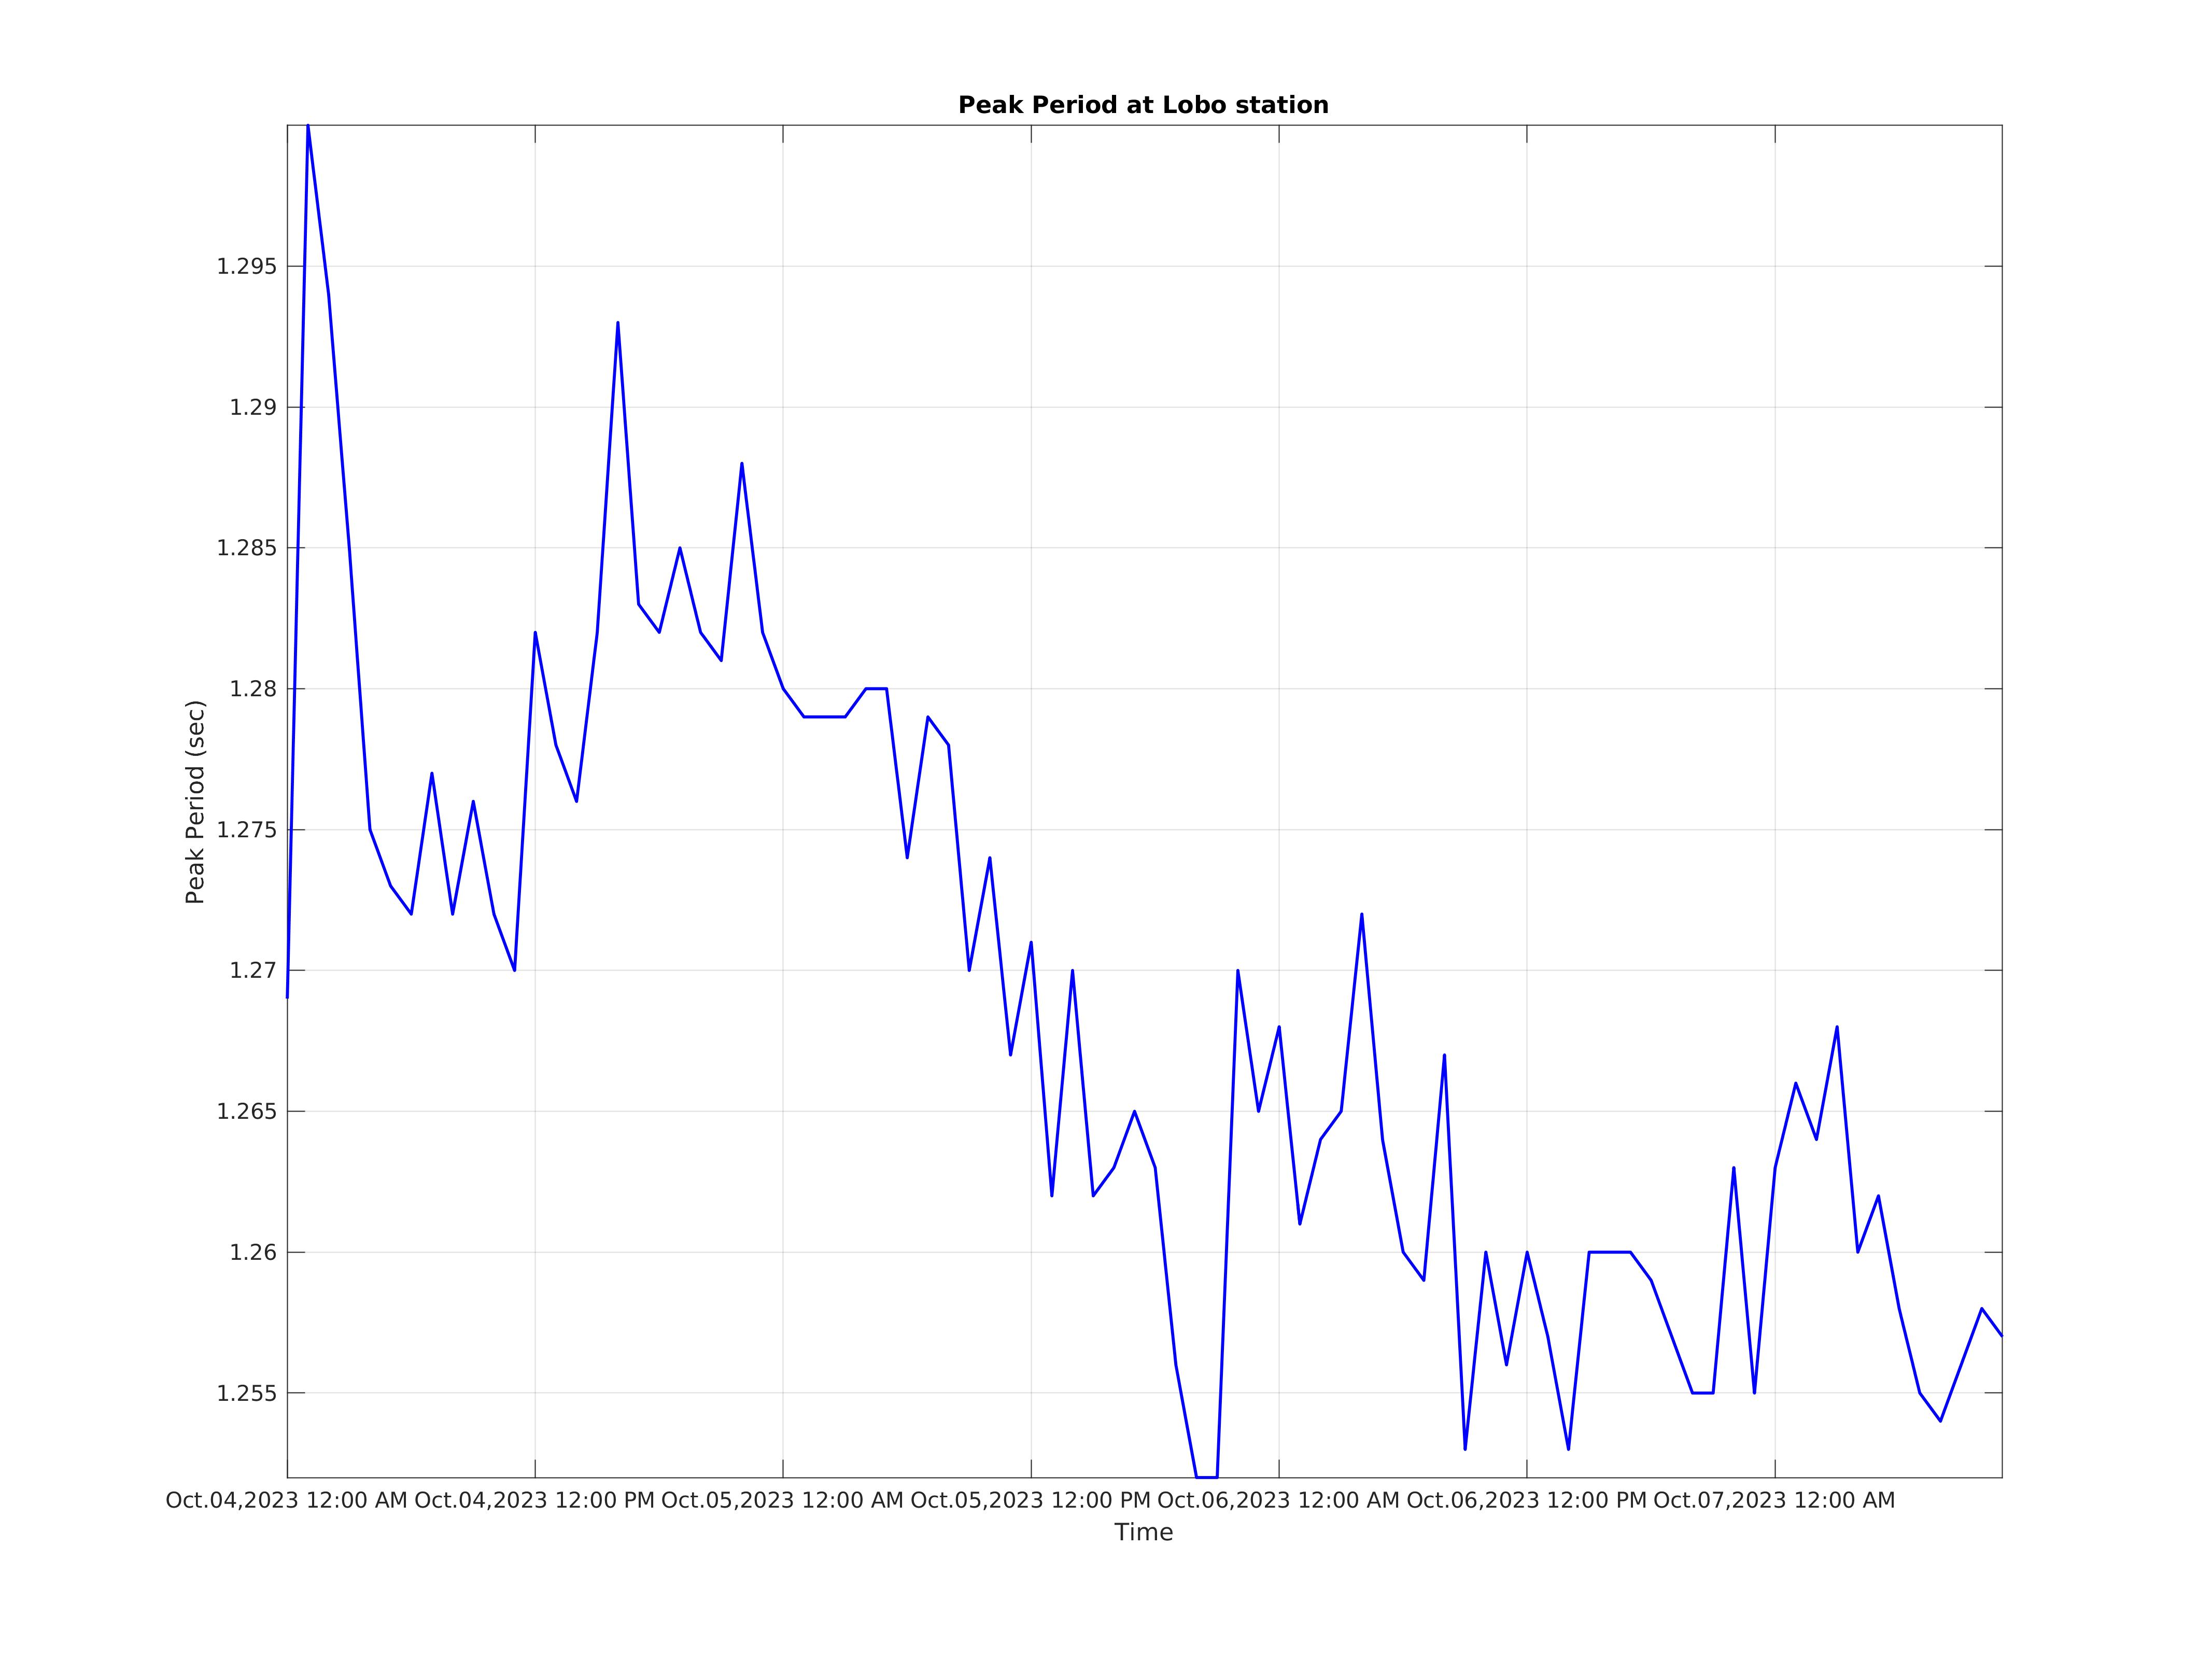 Peak Period at Lobo station
1.295
1.29
1.285
1.28
1.275
1.27
1.265
1.26
1.255
Peak Period (sec)
Oct.04,2023 12:00 AM Oct.04,2023 12:00 PM Oct.05,2023 12:00 AM Oct.05,2023 12:00 PM Oct.06,2023 12:00 AM Oct.06,2023 12:00 PM Oct.07,2023 12:00 AM
Time